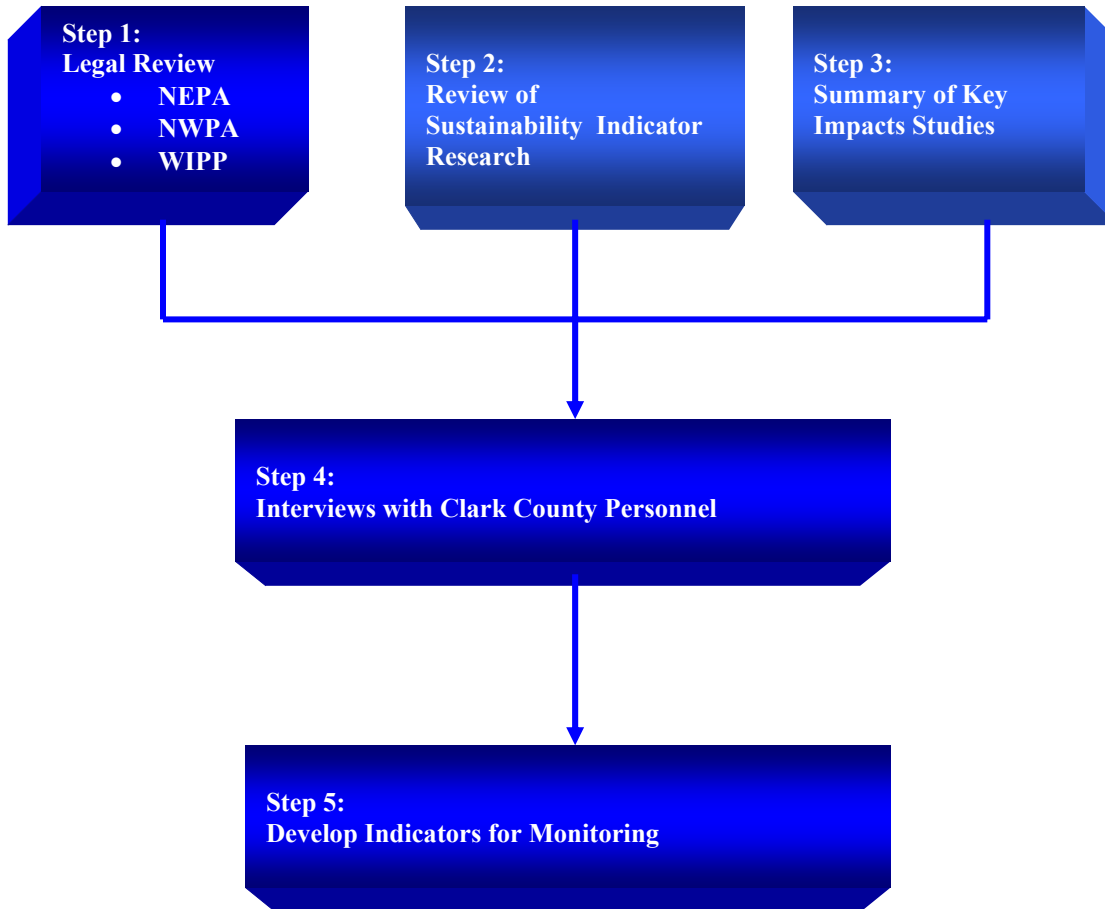 Step 1:
Legal Review
• NEPA
• NWPA
• WIPP
Step 2:
Review of
Sustainability Indicator
Research
Step 3:
Summary of Key
Impacts Studies
Step 4:
Interviews with Clark County Personnel
Step 5:
Develop Indicators for Monitoring